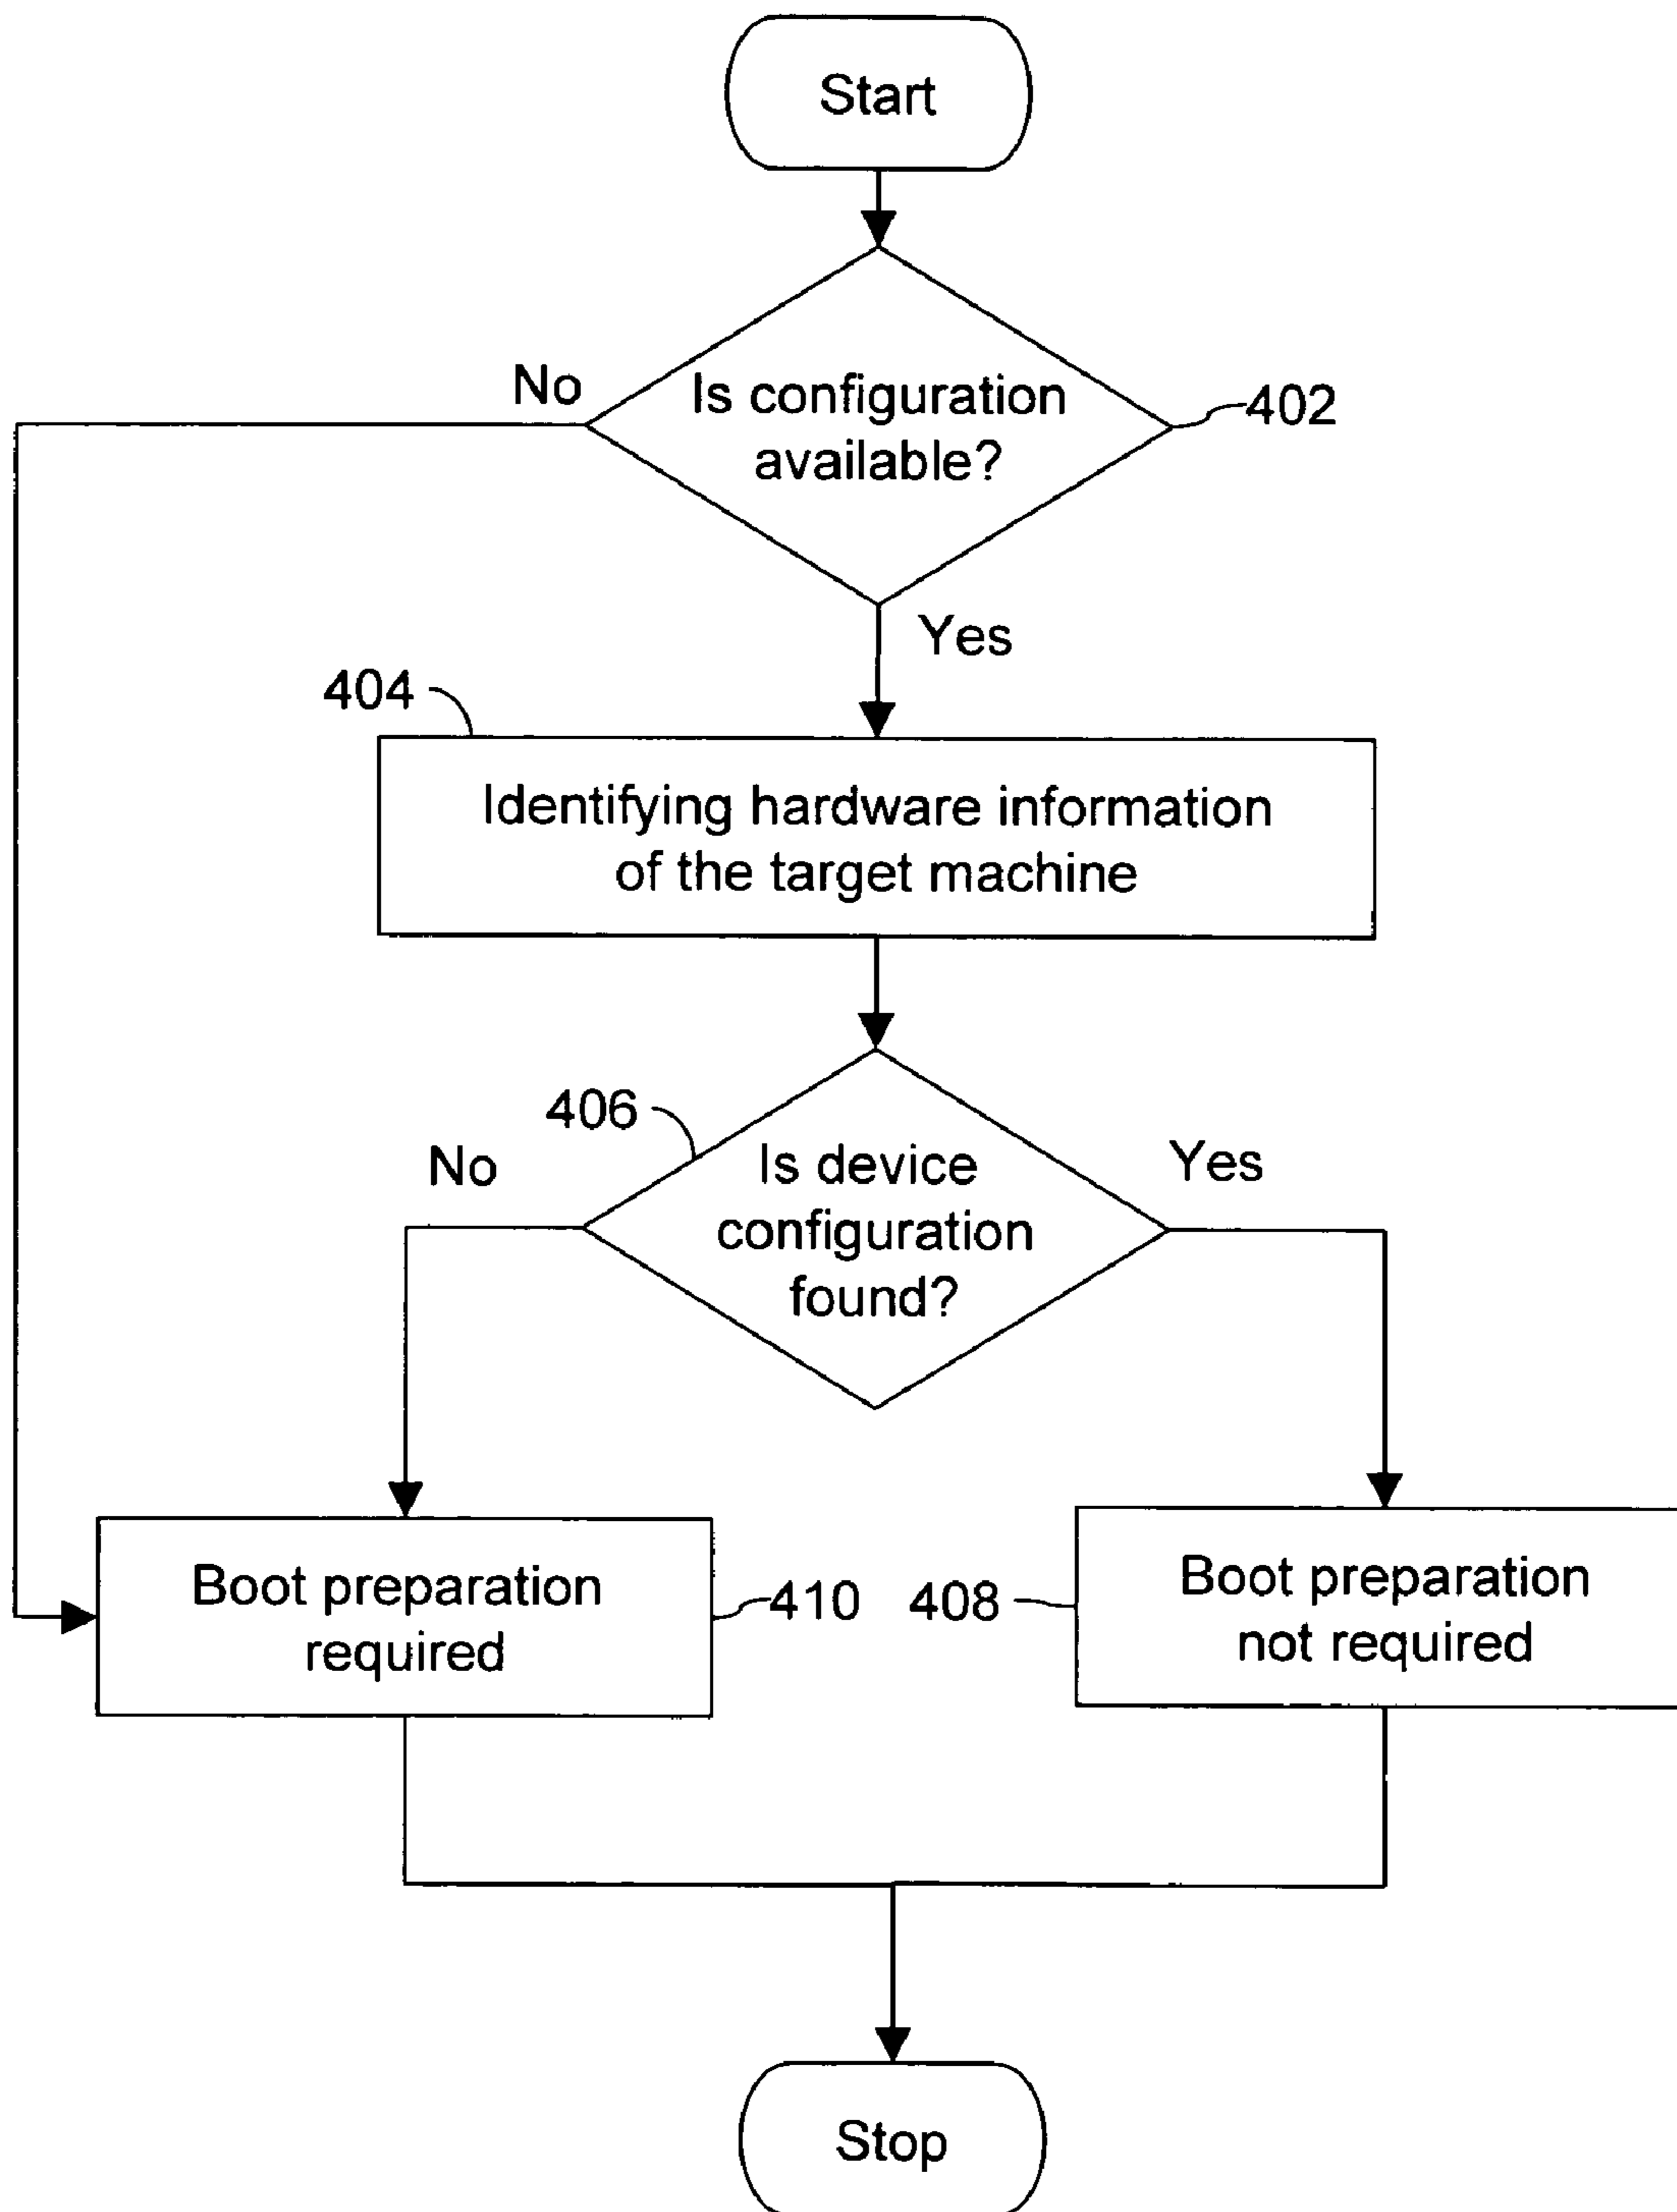 Start
No
Is configuration
available?
402
Yes
404
Identifying hardware information
of the target machine
406
No
Is device
configuration
found?
Yes
Boot preparation
required
410
408
Boot preparation
not required
Stop